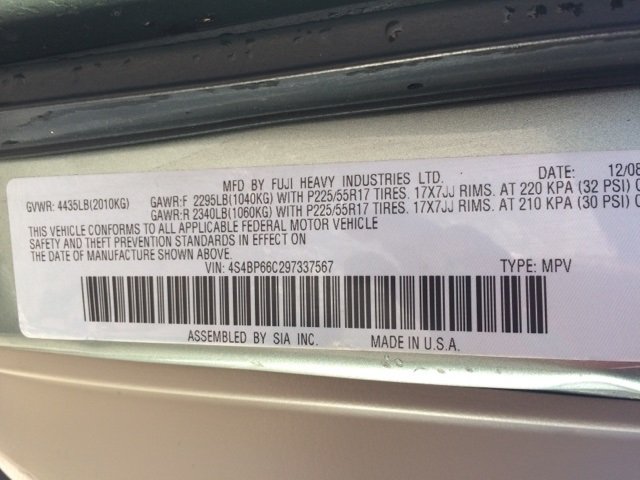 MFD BY FUJI HEAVY INDUSTRIES LTD. DATE: 12/08
GVWR: 4435LB(2010KG) GAWR:F 2295LB(1040KG) WITH P225/55R17 TIRES. 17X7JJ RIMS. AT 220 KPA (32 PSI) C
GAWR:R 2340LB(1060KG) WITH P225/55R17 TIRES. 17X7JJ RIMS. AT 210 KPA (30 PSI) C
THIS VEHICLE CONFORMS TO ALL APPLICABLE FEDERAL MOTOR VEHICLE
SAFETY AND THEFT PREVENTION STANDARDS IN EFFECT ON
THE DATE OF MANUFACTURE SHOWN ABOVE.
VIN: 4S4BP66C297337567 TYPE: MPV
ASSEMBLED BY SIA INC. MADE IN U.S.A.